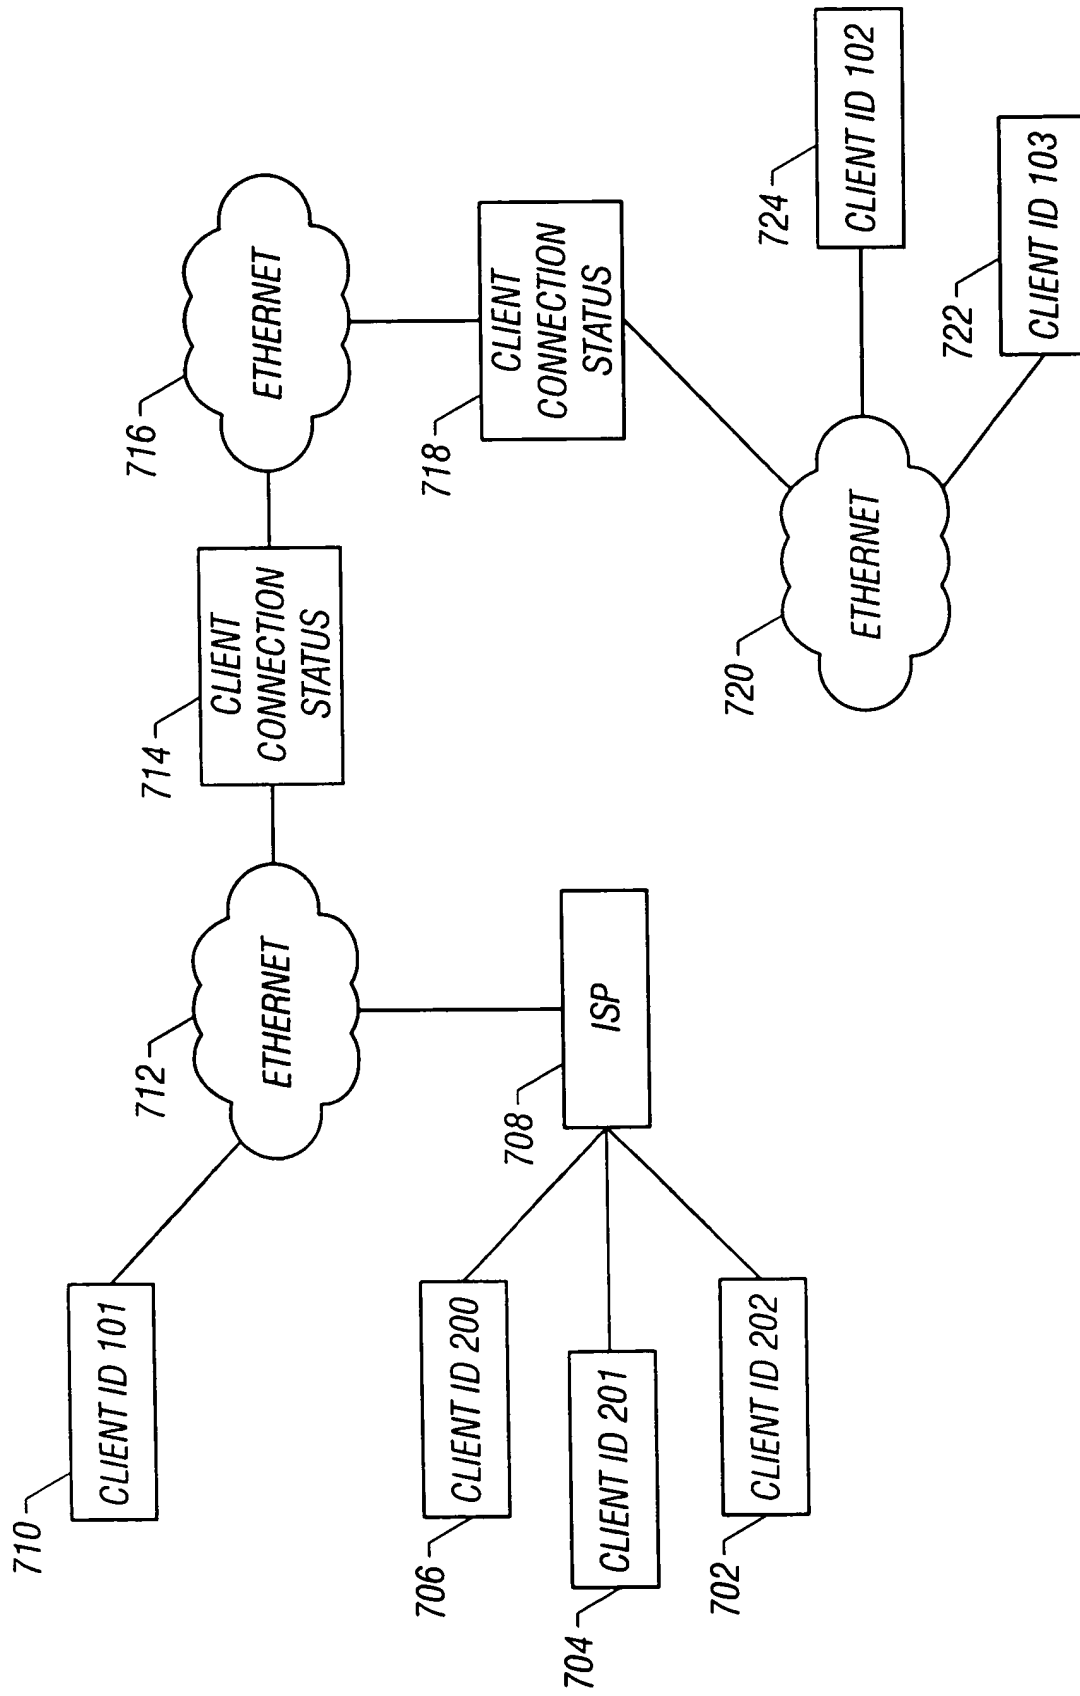 710
CLIENT ID 101
712
ETHERNET
714
CLIENT
CONNECTION
STATUS
716
ETHERNET
706
CLIENT ID 200
704
CLIENT ID 201
702
CLIENT ID 202
708
ISP
718
CLIENT
CONNECTION
STATUS
720
ETHERNET
724
CLIENT ID 102
722
CLIENT ID 103